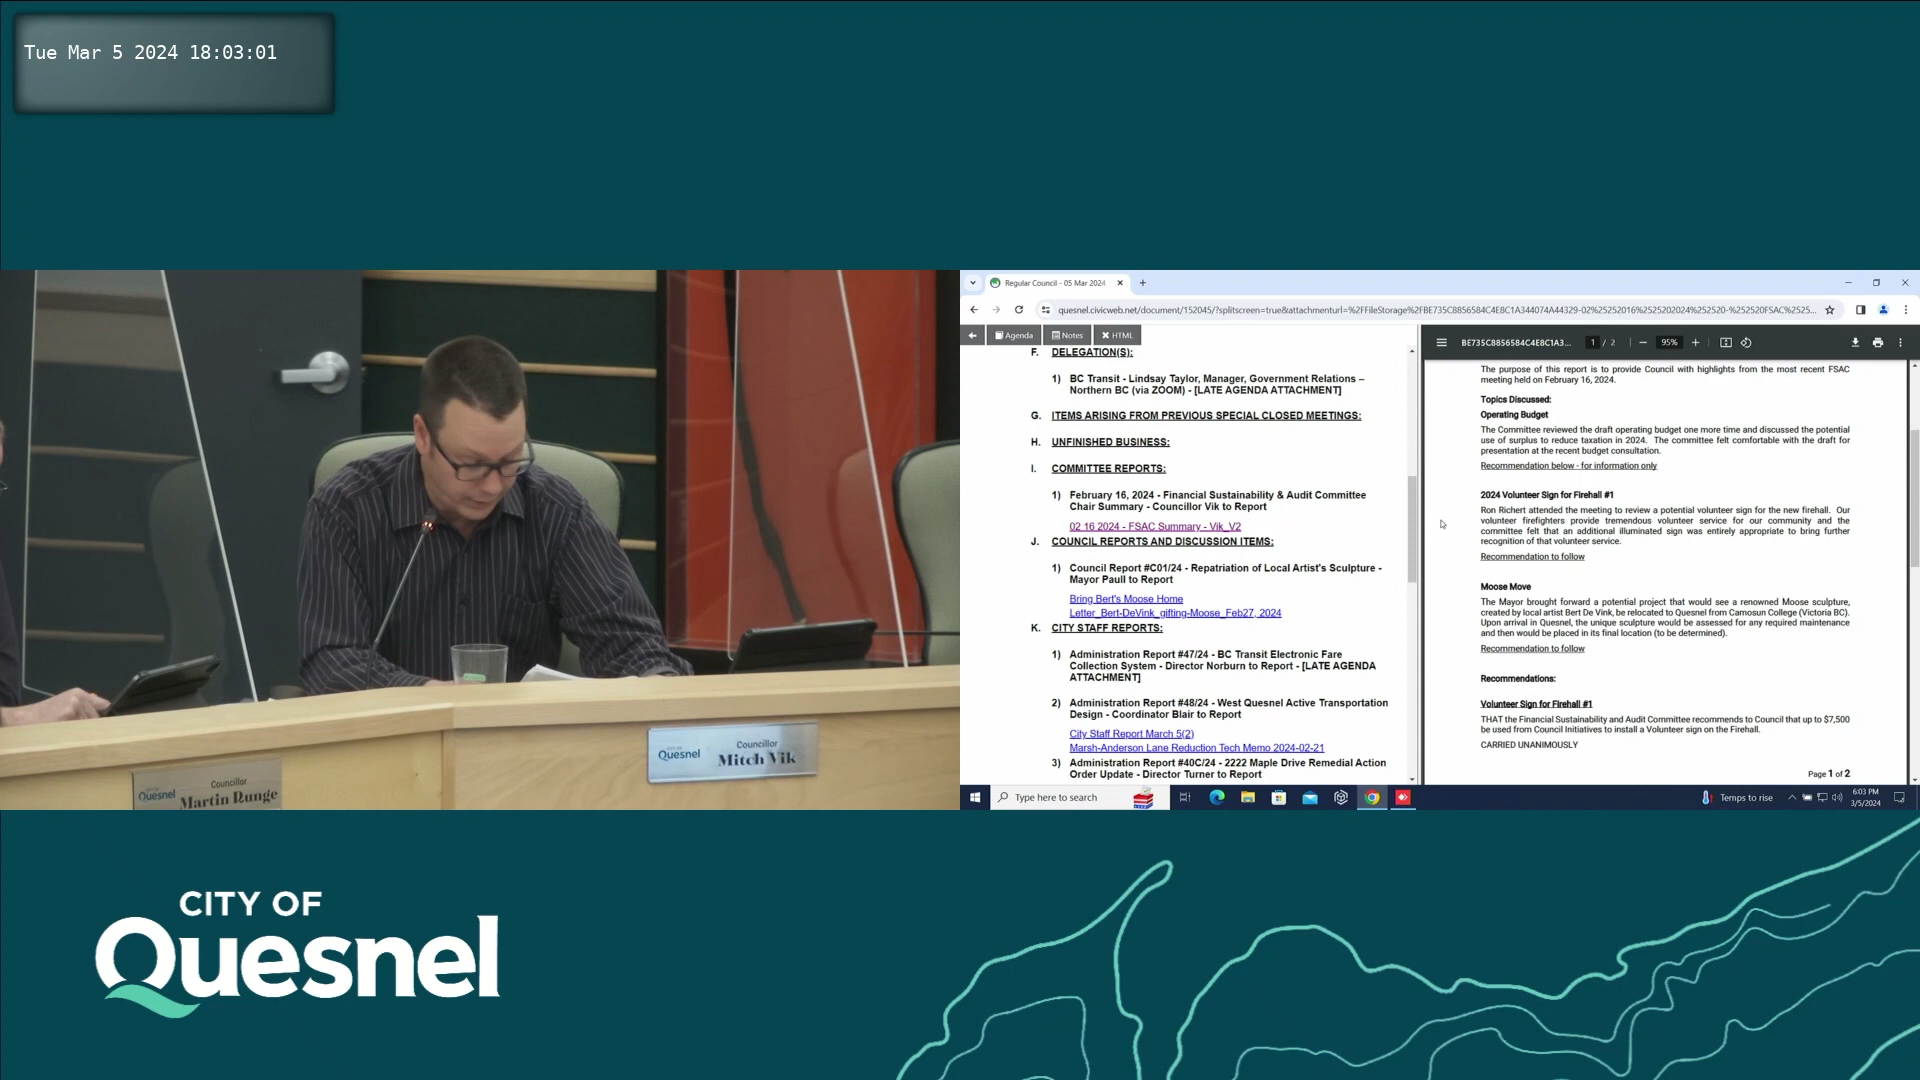 Tue Mar 5 2024 18:03:01
Regular Council - 05 Mar 2024
quesnel.civicweb.net/document/152045/?splitscreen=true&attachmenturl=%2FFileStorage%2FBE735C8856584C4E8C1A344074A44329-02%25252016%2525202024%252520-%252520FSAC%2525...
Agenda
Notes
HTML
F. DELEGATION(S):
1) BC Transit - Lindsay Taylor, Manager, Government Relations –
Northern BC (via ZOOM) - [LATE AGENDA ATTACHMENT]
G. ITEMS ARISING FROM PREVIOUS SPECIAL CLOSED MEETINGS:
H. UNFINISHED BUSINESS:
I. COMMITTEE REPORTS:
1) February 16, 2024 - Financial Sustainability & Audit Committee
Chair Summary - Councillor Vik to Report
02 16 2024 - FSAC Summary - Vik_V2
J. COUNCIL REPORTS AND DISCUSSION ITEMS:
1) Council Report #C01/24 - Repatriation of Local Artist's Sculpture -
Mayor Paull to Report
Bring Bert's Moose Home
Letter_Bert-DeVink_gifting-Moose_Feb27, 2024
K. CITY STAFF REPORTS:
1) Administration Report #47/24 - BC Transit Electronic Fare
Collection System - Director Norburn to Report - [LATE AGENDA
ATTACHMENT]
2) Administration Report #48/24 - West Quesnel Active Transportation
Design - Coordinator Blair to Report
City Staff Report March 5(2)
Marsh-Anderson Lane Reduction Tech Memo 2024-02-21
3) Administration Report #40C/24 - 2222 Maple Drive Remedial Action
Order Update - Director Turner to Report
BE735C8856584C4E8C1A3... 1 / 2 95%
The purpose of this report is to provide Council with highlights from the most recent FSAC
meeting held on February 16, 2024.
Topics Discussed:
Operating Budget
The Committee reviewed the draft operating budget one more time and discussed the potential
use of surplus to reduce taxation in 2024. The committee felt comfortable with the draft for
presentation at the recent budget consultation.
Recommendation below - for information only
2024 Volunteer Sign for Firehall #1
Ron Richert attended the meeting to review a potential volunteer sign for the new firehall. Our
volunteer firefighters provide tremendous volunteer service for our community and the
committee felt that an additional illuminated sign was entirely appropriate to bring further
recognition of that volunteer service.
Recommendation to follow
Moose Move
The Mayor brought forward a potential project that would see a renowned Moose sculpture,
created by local artist Bert De Vink, be relocated to Quesnel from Camosun College (Victoria BC).
Upon arrival in Quesnel, the unique sculpture would be assessed for any required maintenance
and then would be placed in its final location (to be determined).
Recommendation to follow
Recommendations:
Volunteer Sign for Firehall #1
THAT the Financial Sustainability and Audit Committee recommends to Council that up to $7,500
be used from Council Initiatives to install a Volunteer sign on the Firehall.
CARRIED UNANIMOUSLY
Page 1 of 2
Type here to search
Temps to rise
6:03 PM
3/5/2024
Quesnel
Councillor
Mitch Vik
Quesnel
Councillor
Martin Runge
CITY OF
Quesnel